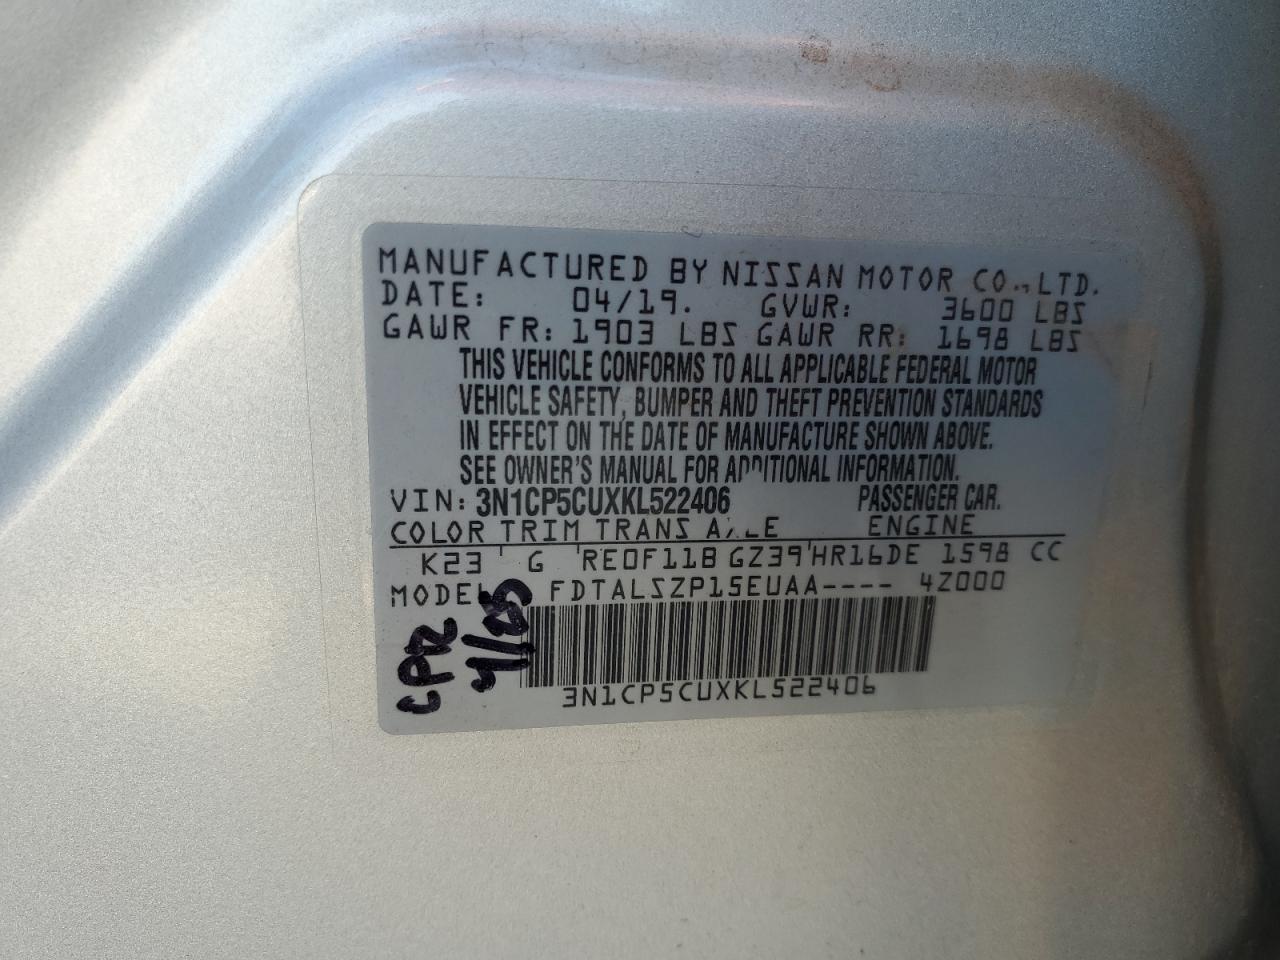 MANUFACTURED BY NISSAN MOTOR CO.,LTD.
DATE: 04/19. GVWR: 3600 LBS
GAWR FR: 1903 LBS GAWR RR: 1698 LBS
THIS VEHICLE CONFORMS TO ALL APPLICABLE FEDERAL MOTOR
VEHICLE SAFETY, BUMPER AND THEFT PREVENTION STANDARDS
IN EFFECT ON THE DATE OF MANUFACTURE SHOWN ABOVE.
SEE OWNER'S MANUAL FOR ADDITIONAL INFORMATION.
VIN: 3N1CP5CUXKL522406 PASSENGER CAR.
COLOR TRIM TRANS AXLE ENGINE
K23 G RE0F11B GZ39 HR16DE 1598 CC
MODEL FDTALSZP15EUAA---- 4Z000
3N1CP5CUXKL522406